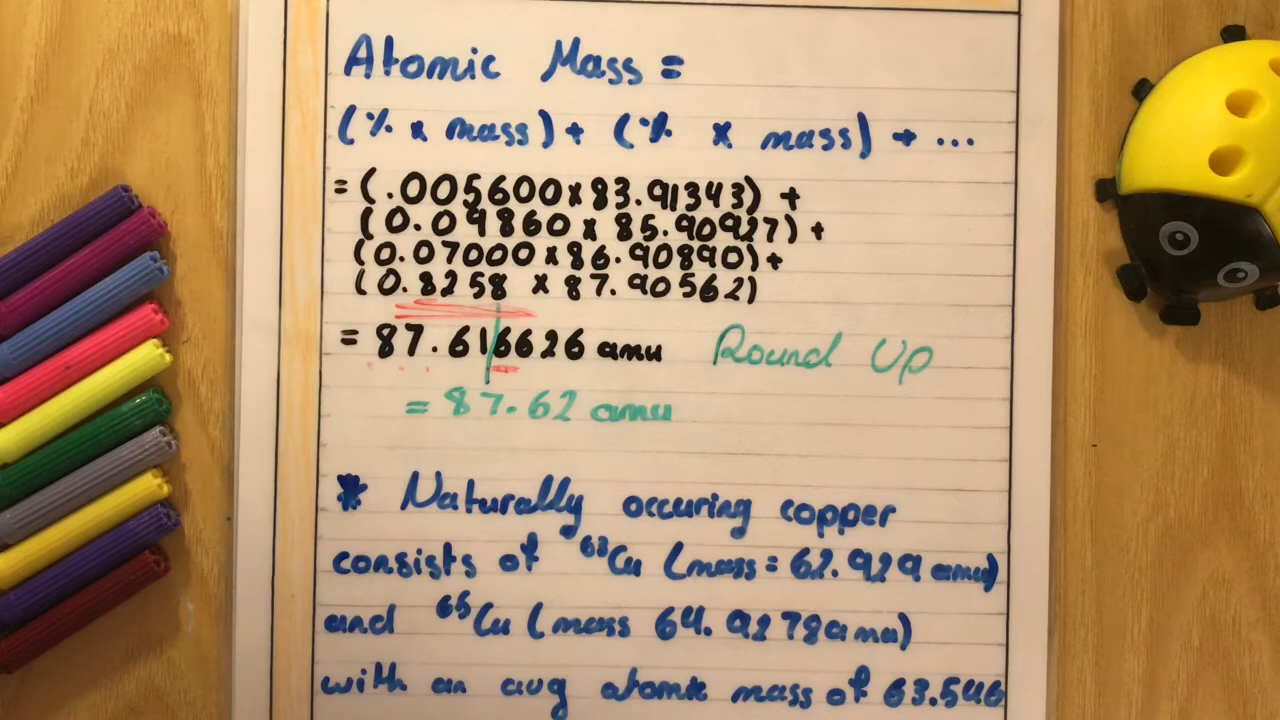 Atomic Mass =
(% x mass) + (% x mass) + ...
= (.005600 x 83.91343) +
(0.09860 x 85.90927) +
(0.07000 x 86.90890) +
(0.8258 x 87.90562)
= 87.616626 amu Round Up
= 87.62 amu
* Naturally occuring copper
consists of ⁶³Cu (mass = 62.929 amu)
and ⁶⁵Cu (mass 64.9278 amu)
with an avg atomic mass of 63.546